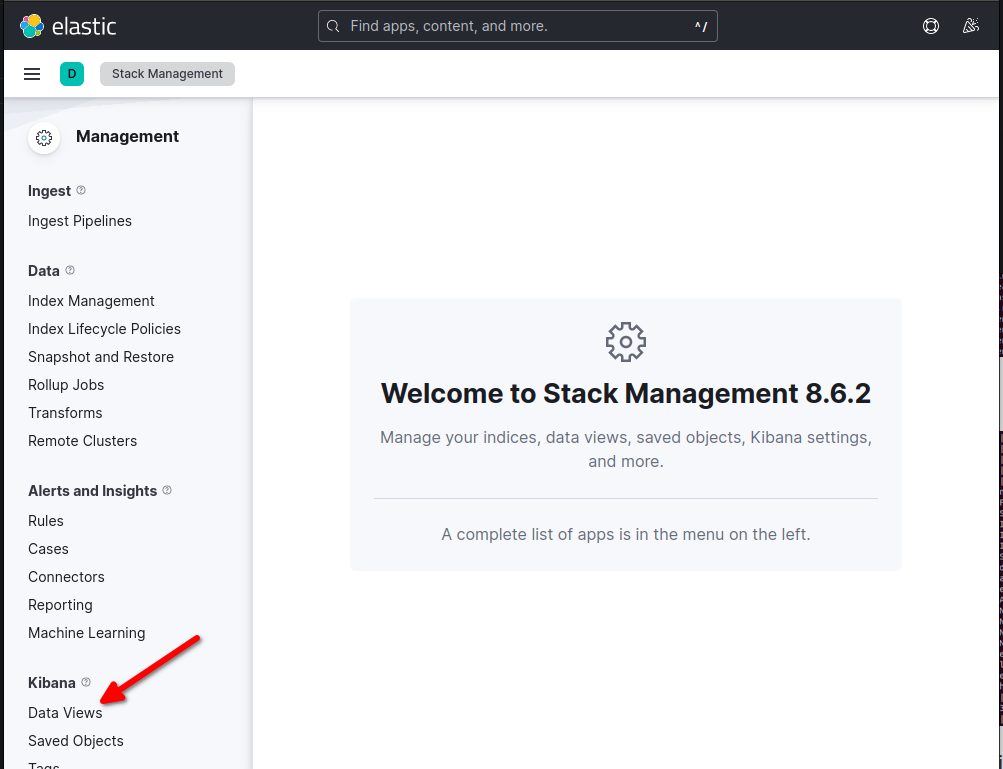 elastic
Find apps, content, and more.
^/
D
Stack Management
Management
Ingest
Ingest Pipelines
Data
Index Management
Index Lifecycle Policies
Snapshot and Restore
Rollup Jobs
Transforms
Remote Clusters
Alerts and Insights
Rules
Cases
Connectors
Reporting
Machine Learning
Kibana
Data Views
Saved Objects
Tags
Welcome to Stack Management 8.6.2
Manage your indices, data views, saved objects, Kibana settings,
and more.
A complete list of apps is in the menu on the left.